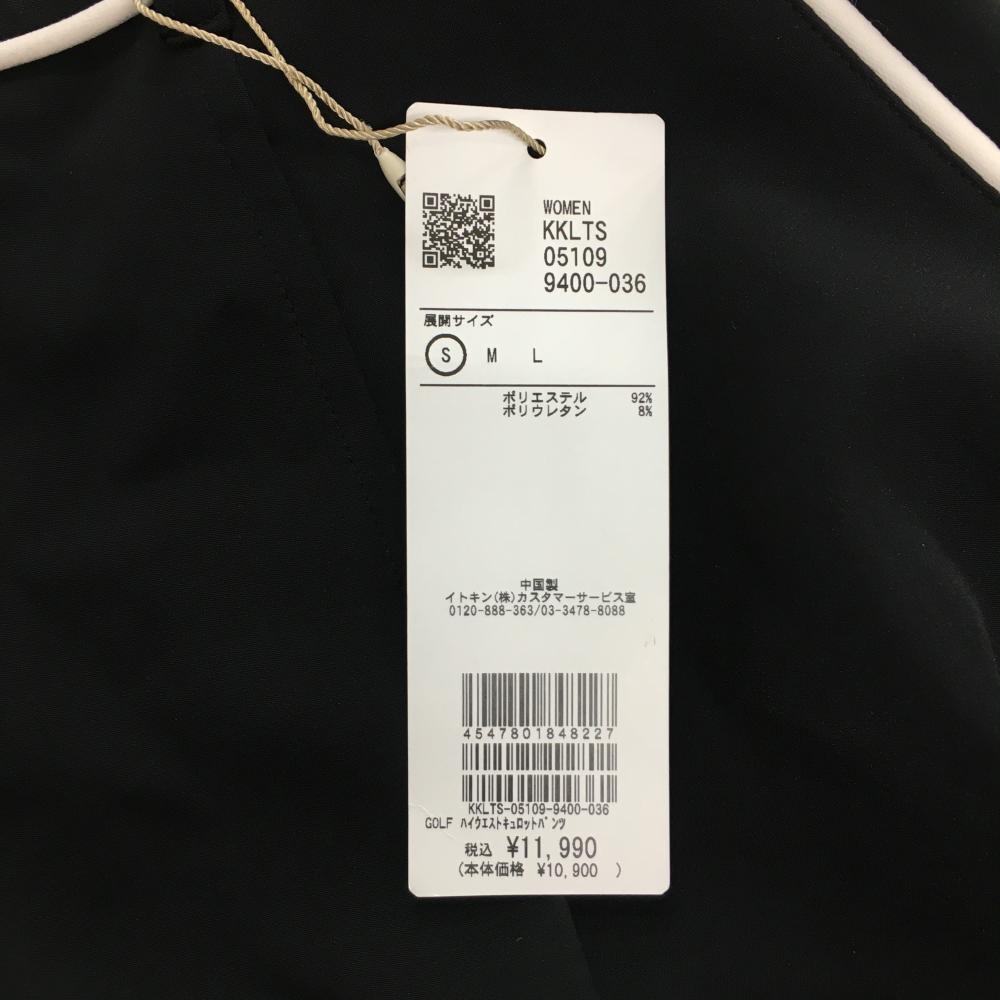 WOMEN
KKLTS
05109
9400-036
展開サイズ
S M L
ポリエステル 92%
ポリウレタン 8%
中国製
イトキン(株)カスタマーサービス室
0120-888-363/03-3478-8088
4547801848227
KKLTS-05109-9400-036
GOLF ﾊｲｳｴｽﾄｷｭﾛｯﾄﾊﾟﾝﾂ
税込 ¥11,990
(本体価格 ¥10,900 )